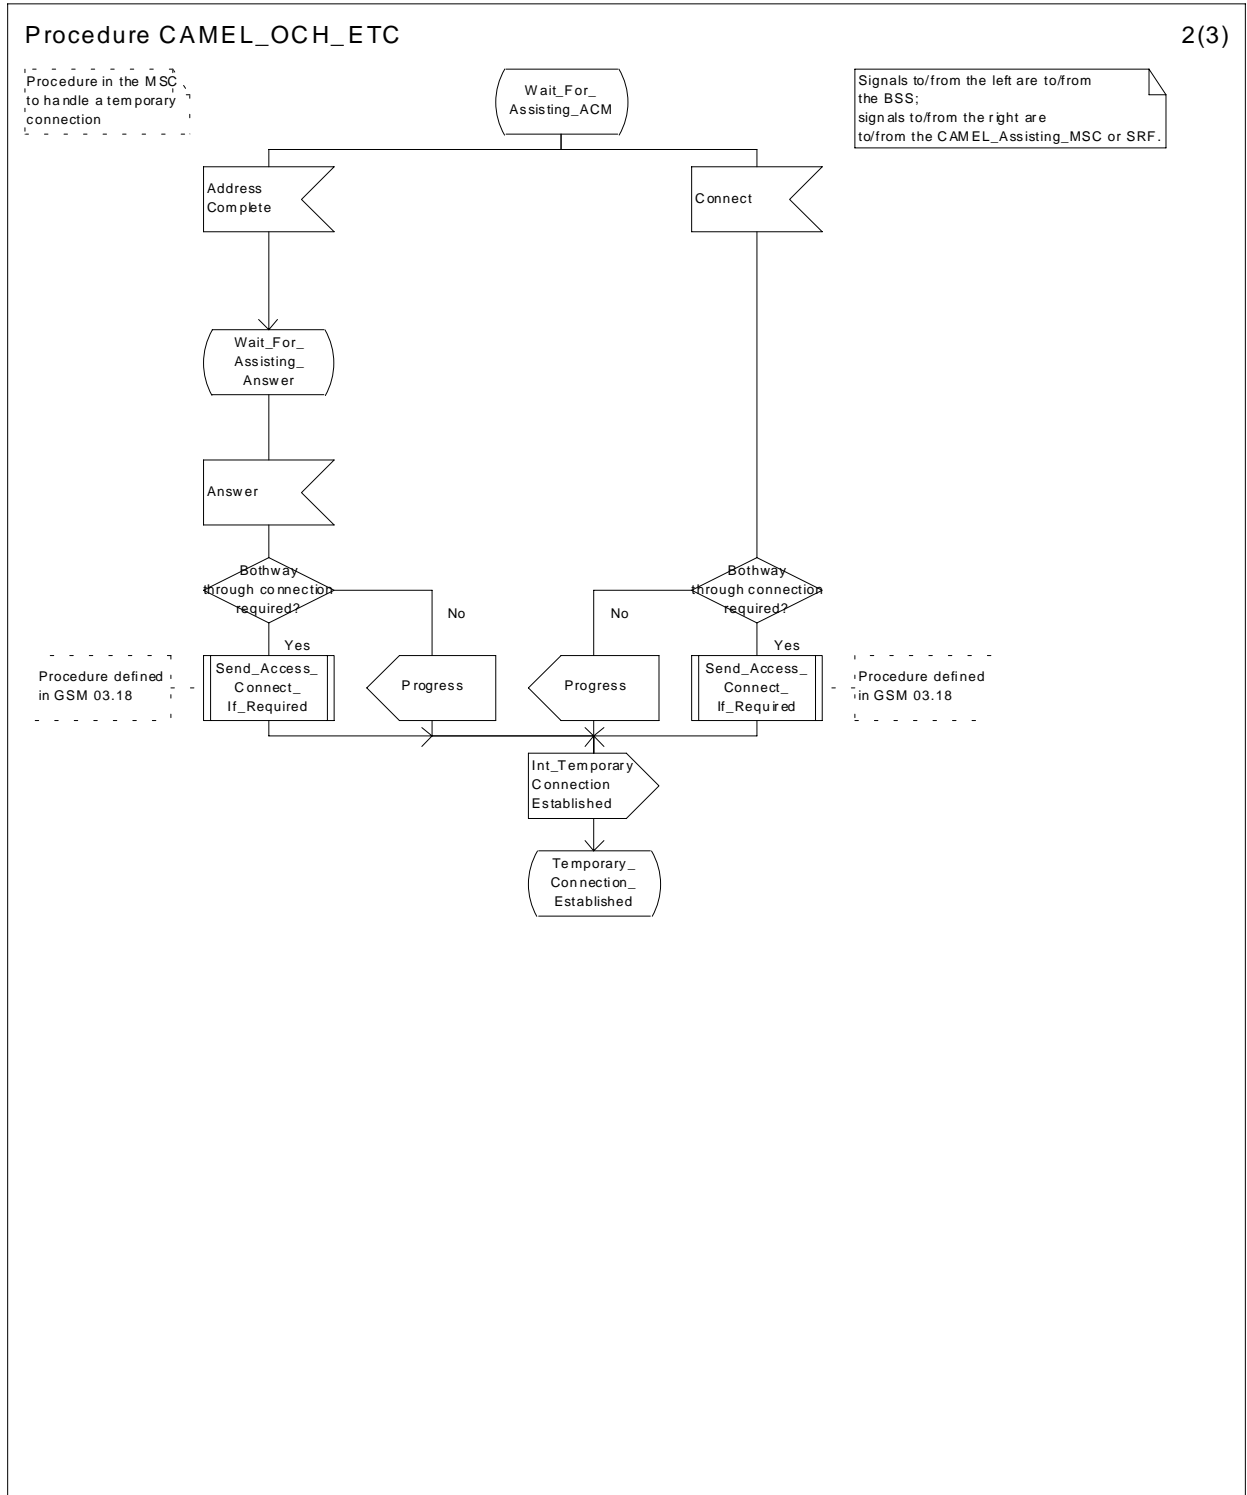 Procedure CAMEL_OCH_ETC
2(3)
Procedure in the MSC
to handle a temporary
connection
Wait_For_
Assisting_ACM
Signals to/from the left are to/from
the BSS;
signals to/from the right are
to/from the CAMEL_Assisting_MSC or SRF.
Address
Complete
Connect
Wait_For_
Assisting_
Answer
Answer
Bothway
through connection
required?
No
Yes
Bothway
through connection
required?
No
Yes
Procedure defined
in GSM 03.18
Send_Access_
Connect_
If_Required
Progress
Progress
Send_Access_
Connect_
If_Required
Procedure defined
in GSM 03.18
Int_Temporary
Connection
Established
Temporary_
Connection_
Established